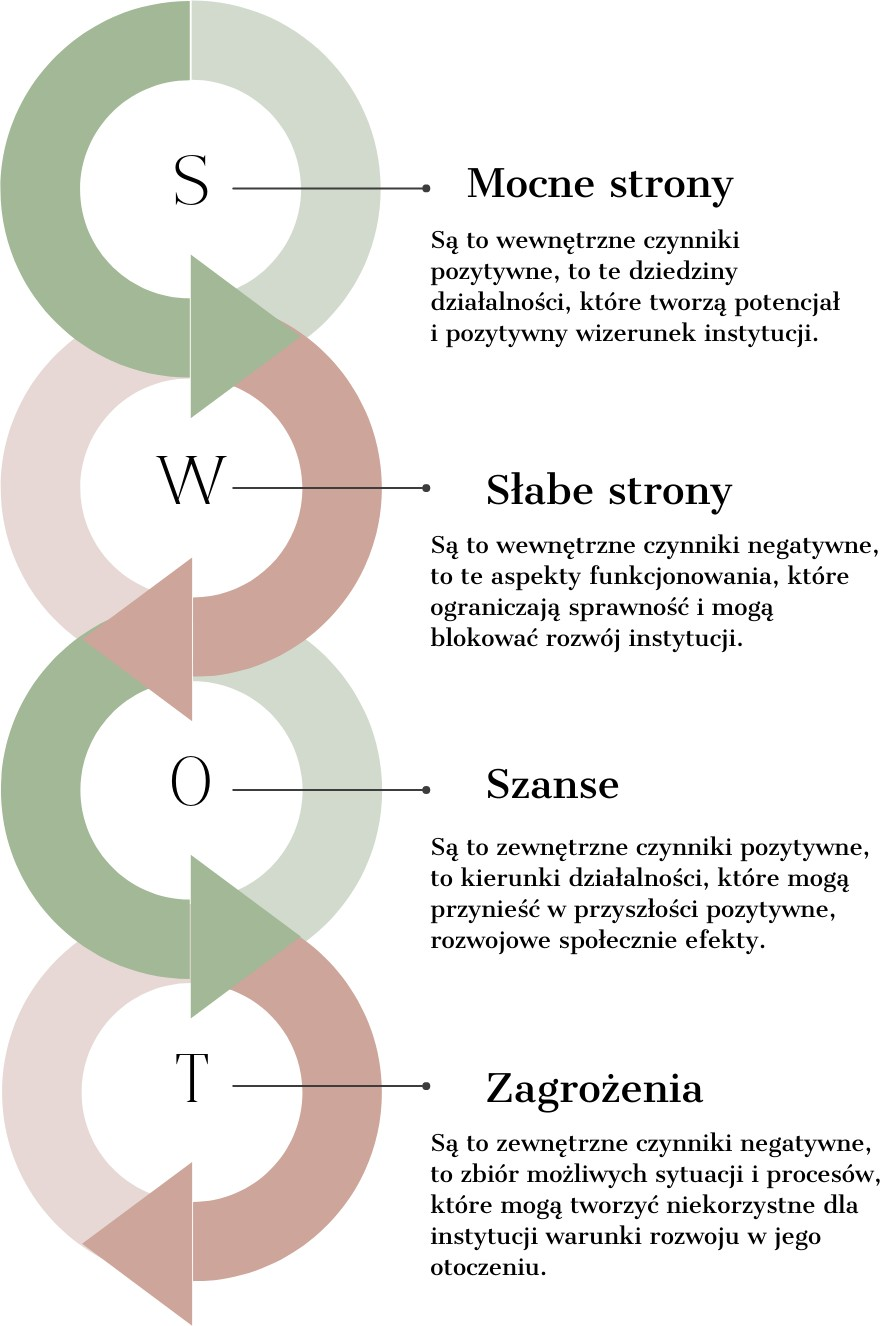 S
Mocne strony
Są to wewnętrzne czynniki
pozytywne, to te dziedziny
działalności, które tworzą potencjał
i pozytywny wizerunek instytucji.
W
Słabe strony
Są to wewnętrzne czynniki negatywne,
to te aspekty funkcjonowania, które
ograniczają sprawność i mogą
blokować rozwój instytucji.
O
Szanse
Są to zewnętrzne czynniki pozytywne,
to kierunki działalności, które mogą
przynieść w przyszłości pozytywne,
rozwojowe społecznie efekty.
T
Zagrożenia
Są to zewnętrzne czynniki negatywne,
to zbiór możliwych sytuacji i procesów,
które mogą tworzyć niekorzystne dla
instytucji warunki rozwoju w jego
otoczeniu.